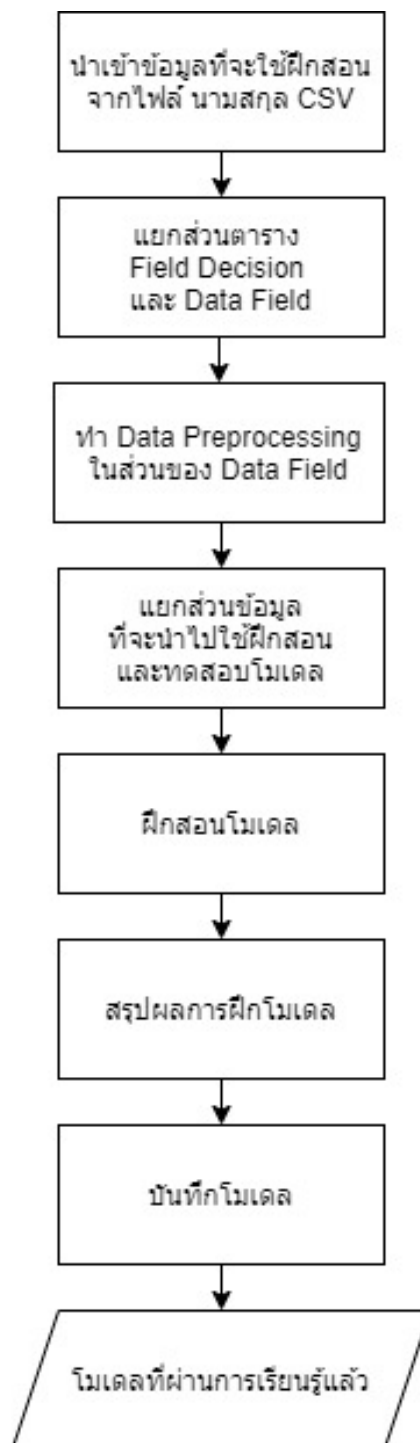 นำเข้าข้อมูลที่จะใช้ฝึกสอน
จากไฟล์ นามสกุล CSV
แยกส่วนตาราง
Field Decision
และ Data Field
ทำ Data Preprocessing
ในส่วนของ Data Field
แยกส่วนข้อมูล
ที่จะนำไปใช้ฝึกสอน
และทดสอบโมเดล
ฝึกสอนโมเดล
สรุปผลการฝึกโมเดล
บันทึกโมเดล
โมเดลที่ผ่านการเรียนรู้แล้ว